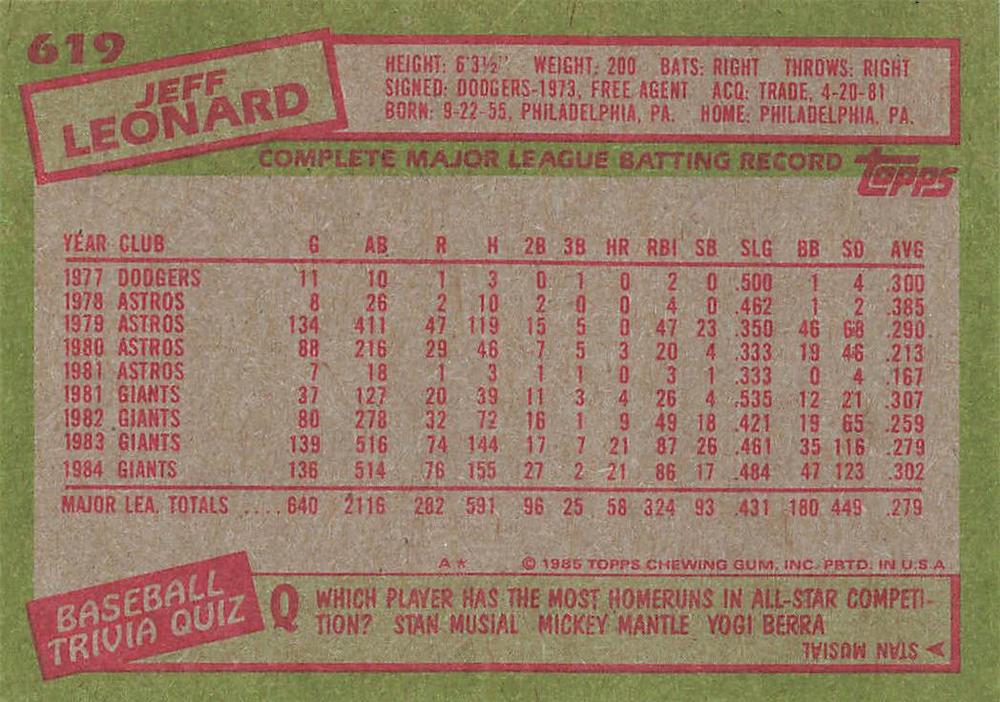 619
JEFF
LEONARD
HEIGHT: 6'3½" WEIGHT: 200 BATS: RIGHT THROWS: RIGHT
SIGNED: DODGERS-1973, FREE AGENT ACQ: TRADE, 4-20-81
BORN: 9-22-55, PHILADELPHIA, PA. HOME: PHILADELPHIA, PA.
COMPLETE MAJOR LEAGUE BATTING RECORD topps
YEAR CLUB G AB R H 2B 3B HR RBI SB SLG BB SO AVG
1977 DODGERS 11 10 1 3 0 1 0 2 0 .500 1 4 .300
1978 ASTROS 8 26 2 10 2 0 0 4 0 .462 1 2 .385
1979 ASTROS 134 411 47 119 15 5 0 47 23 .350 46 68 .290
1980 ASTROS 88 216 29 46 7 5 3 20 4 .333 19 46 .213
1981 ASTROS 7 18 1 3 1 1 0 3 1 .333 0 4 .167
1981 GIANTS 37 127 20 39 11 3 4 26 4 .535 12 21 .307
1982 GIANTS 80 278 32 72 16 1 9 49 18 .421 19 65 .259
1983 GIANTS 139 516 74 144 17 7 21 87 26 .461 35 116 .279
1984 GIANTS 136 514 76 155 27 2 21 86 17 .484 47 123 .302
MAJOR LEA. TOTALS ....640 2116 282 591 96 25 58 324 93 .431 180 449 .279
A* © 1985 TOPPS CHEWING GUM, INC. PRTD. IN U.S.A
BASEBALL
TRIVIA QUIZ
Q WHICH PLAYER HAS THE MOST HOMERUNS IN ALL-STAR COMPETI-
TION? STAN MUSIAL MICKEY MANTLE YOGI BERRA
STAN MUSIAL